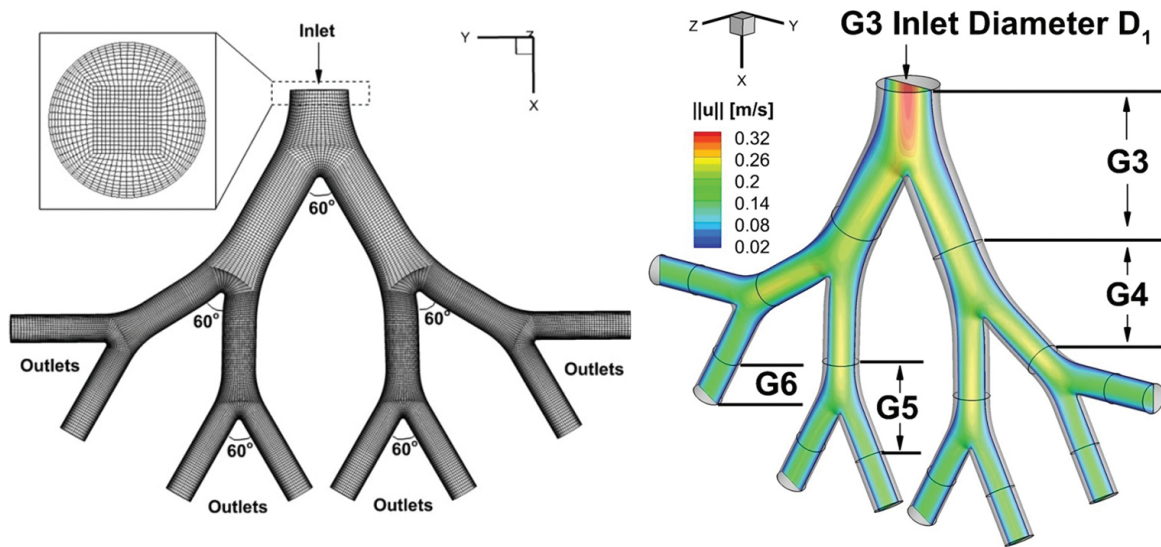 Inlet
Y
Z
X
60°
60°
60°
Outlets
Outlets
60°
60°
Outlets
Outlets
Z
Y
X
G3 Inlet Diameter D1
||u|| [m/s]
0.32
0.26
0.2
0.14
0.08
0.02
G3
G4
G6
G5